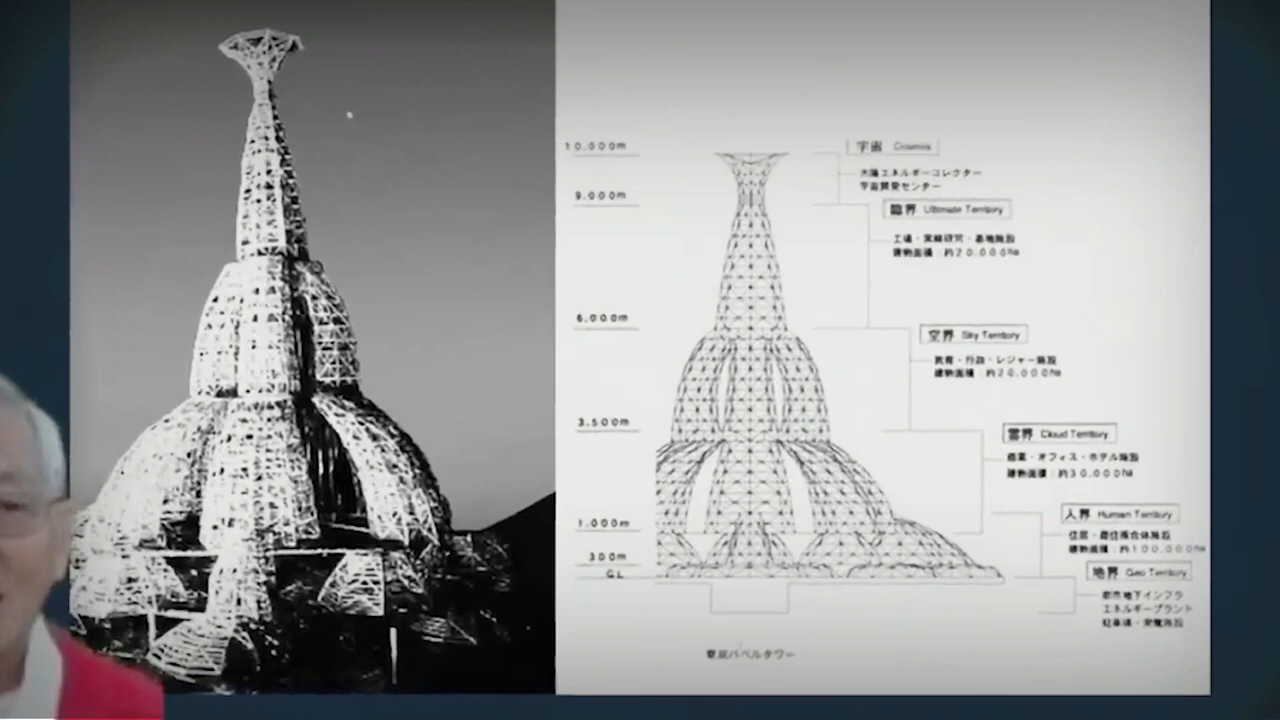 10,000m
宇宙 Cosmos
太陽エネルギーコレクター
宇宙開発センター
9,000m
臨界 Ultimate Territory
工場・実験研究・基地施設
建物面積：約20,000ha
6,000m
空界 Sky Territory
教育・行政・レジャー施設
建物面積：約20,000ha
3,500m
雲界 Cloud Territory
商業・オフィス・ホテル施設
建物面積：約30,000ha
1,000m
人界 Human Territory
住居・複合施設
建物面積：約100,000ha
300m
地界 Geo Territory
GL
都市地下インフラ
エネルギープラント
駐車場・発電施設
東京バベルタワー